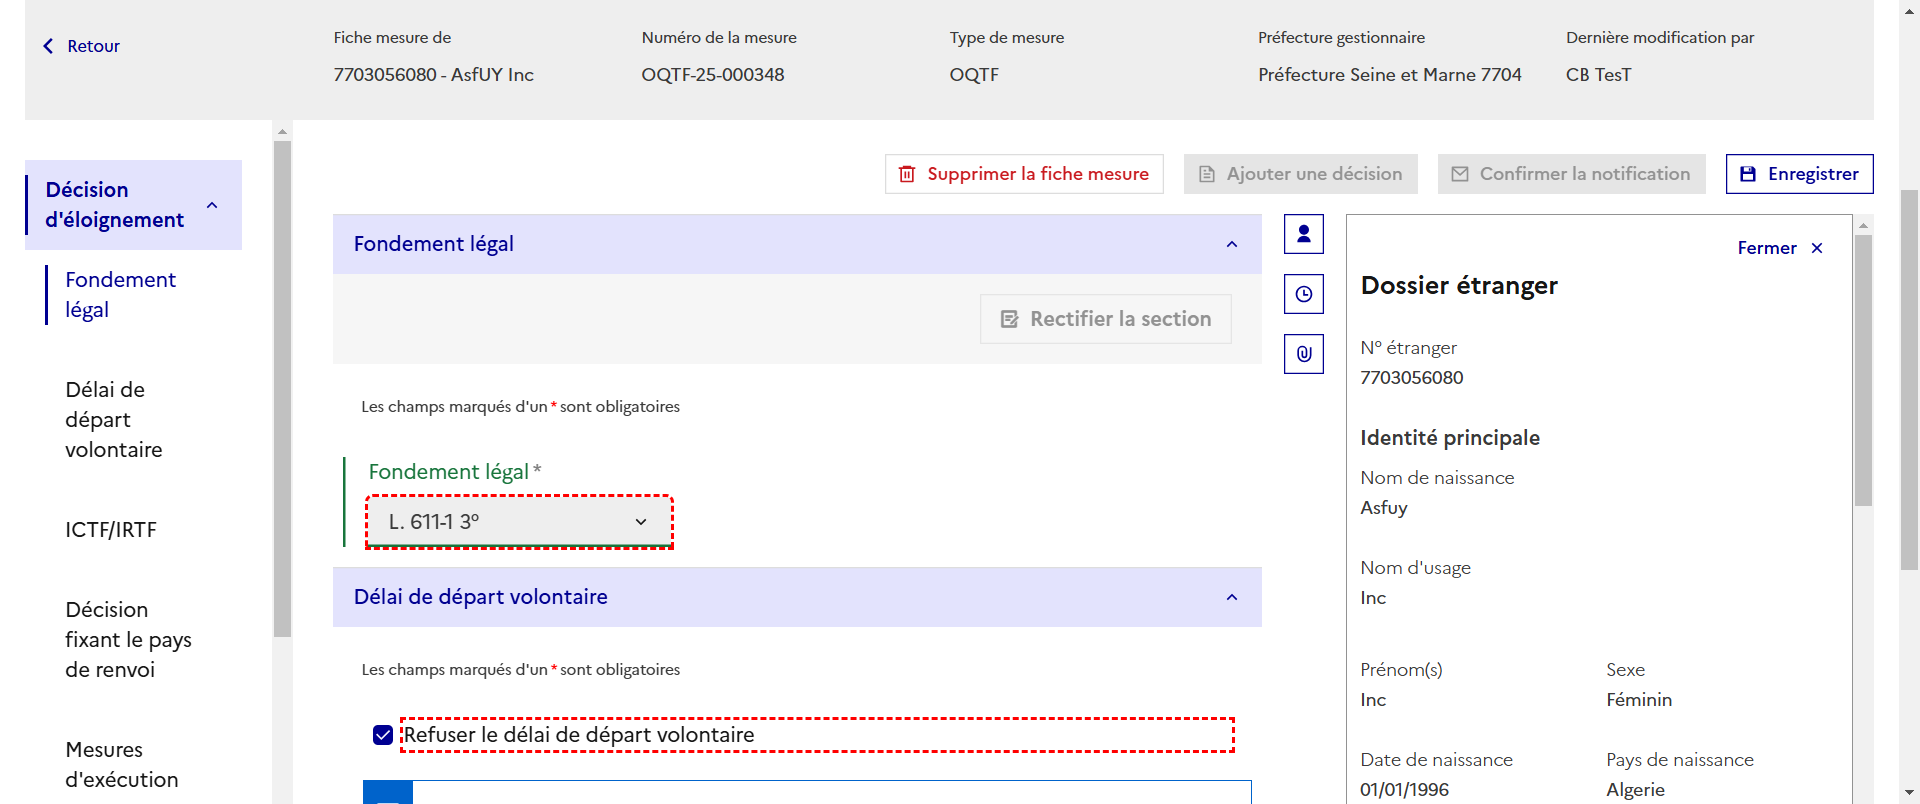 Retour
Fiche mesure de
7703056080 - AsfUY Inc
Numéro de la mesure
OQTF-25-000348
Type de mesure
OQTF
Préfecture gestionnaire
Préfecture Seine et Marne 7704
Dernière modification par
CB TesT
Décision
d'éloignement
Fondement
légal
Délai de
départ
volontaire
ICTF/IRTF
Décision
fixant le pays
de renvoi
Mesures
d'exécution
Supprimer la fiche mesure
Ajouter une décision
Confirmer la notification
Enregistrer
Fondement légal
Rectifier la section
Les champs marqués d'un * sont obligatoires
Fondement légal *
L. 611-1 3°
Délai de départ volontaire
Les champs marqués d'un * sont obligatoires
Refuser le délai de départ volontaire
Fermer
Dossier étranger
N° étranger
7703056080
Identité principale
Nom de naissance
Asfuy
Nom d'usage
Inc
Prénom(s)
Inc
Sexe
Féminin
Date de naissance
01/01/1996
Pays de naissance
Algerie